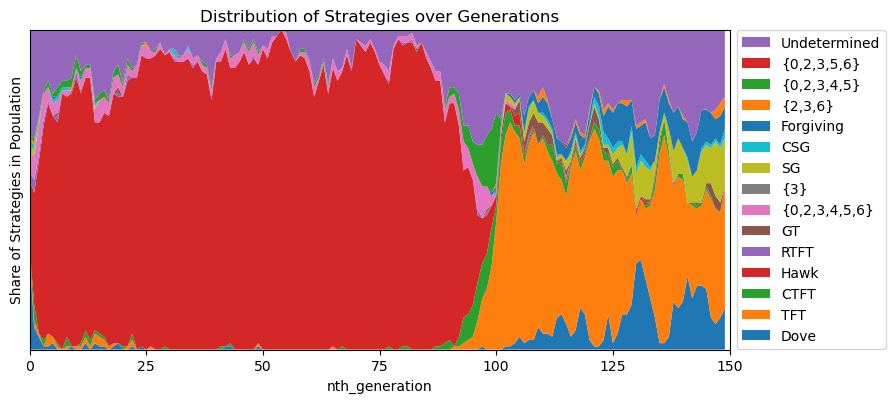 Distribution of Strategies over Generations
Share of Strategies in Population
0 25 50 75 100 125 150
nth_generation
Undetermined
{0,2,3,5,6}
{0,2,3,4,5}
{2,3,6}
Forgiving
CSG
SG
{3}
{0,2,3,4,5,6}
GT
RTFT
Hawk
CTFT
TFT
Dove